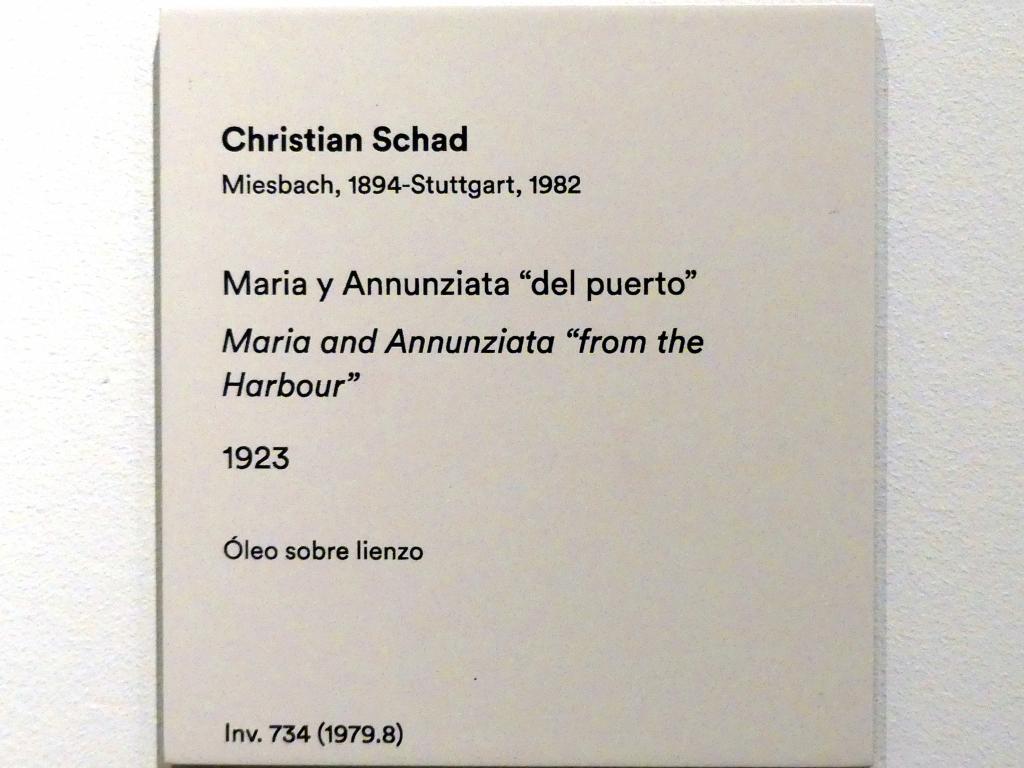 Christian Schad
Miesbach, 1894-Stuttgart, 1982
Maria y Annunziata “del puerto”
Maria and Annunziata “from the
Harbour”
1923
Óleo sobre lienzo
Inv. 734 (1979.8)